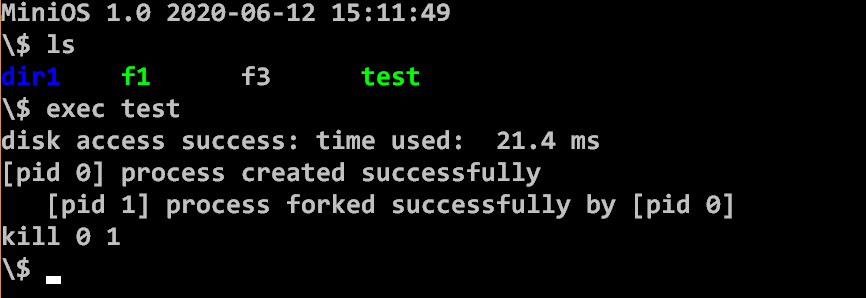 MiniOS 1.0 2020-06-12 15:11:49
\$ ls
dir1    f1      f3      test
\$ exec test
disk access success: time used:  21.4 ms
[pid 0] process created successfully
   [pid 1] process forked successfully by [pid 0]
kill 0 1
\$